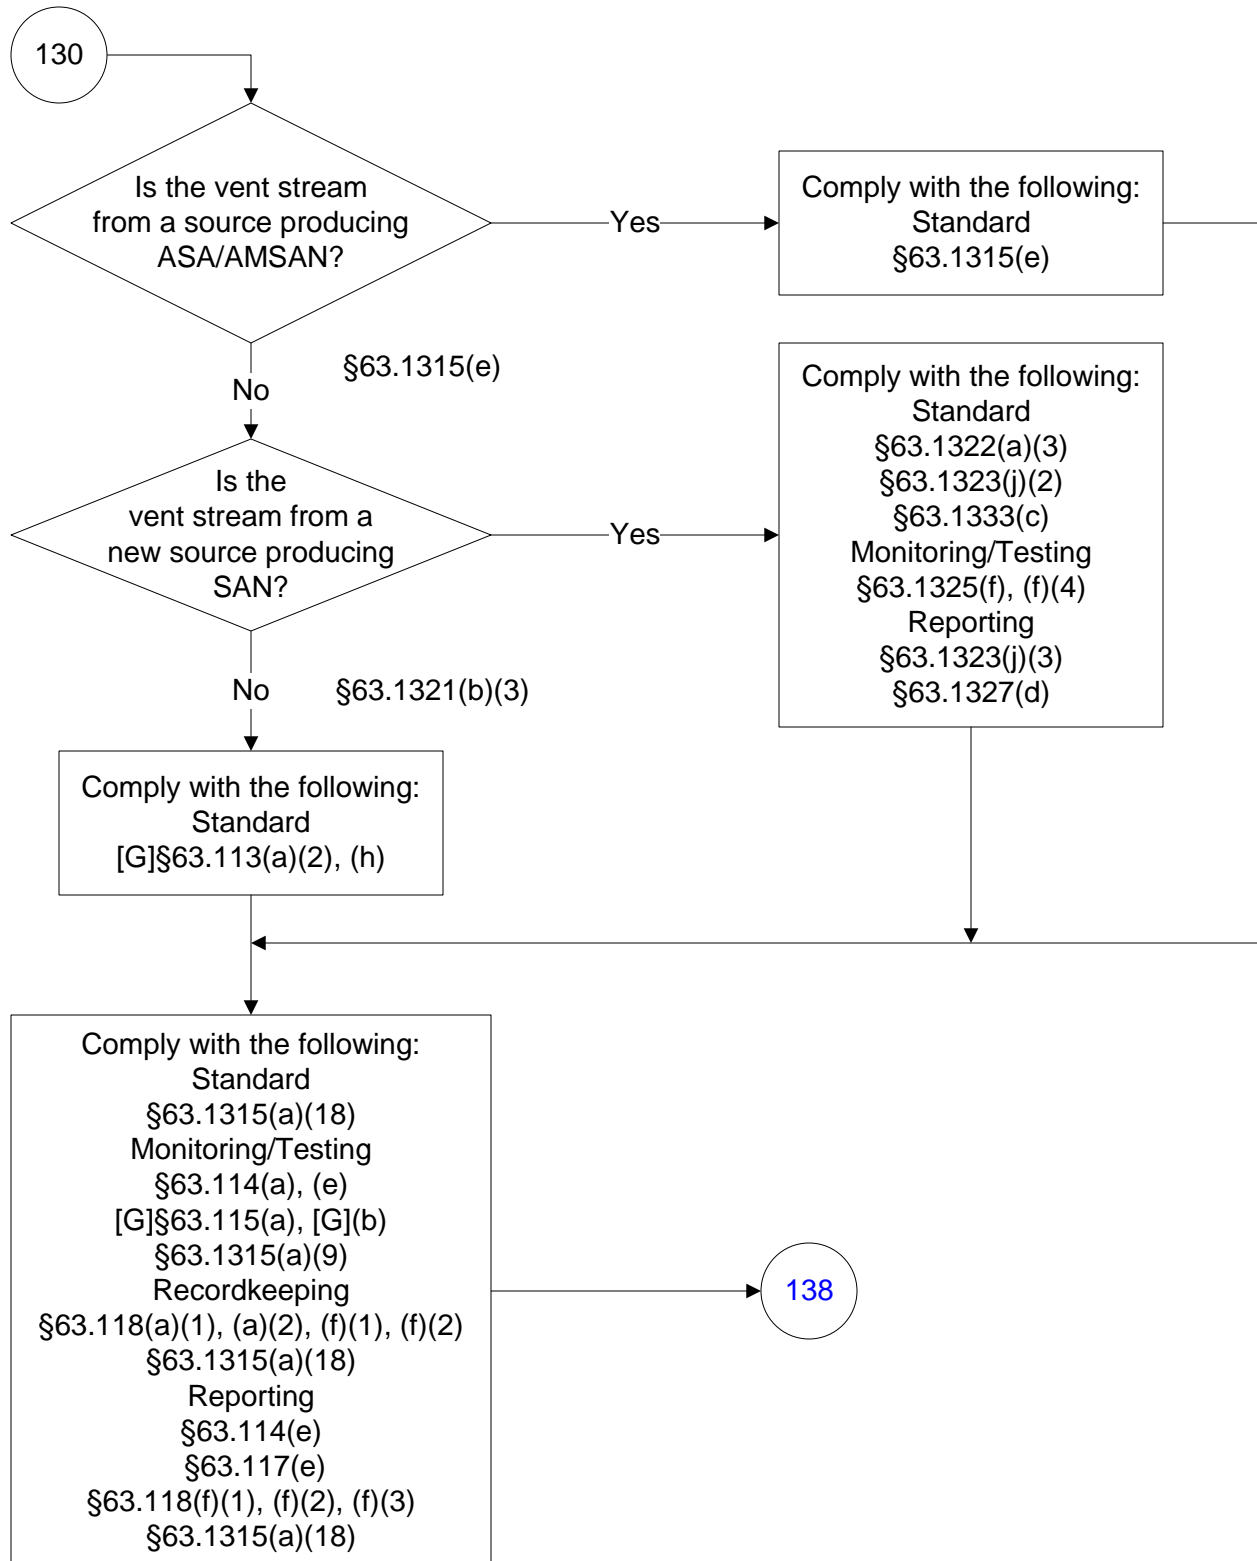 130
Is the vent stream
from a source producing
ASA/AMSAN?
Yes
Comply with the following:
Standard
§63.1315(e)
§63.1315(e)
No
Is the
vent stream from a
new source producing
SAN?
Yes
Comply with the following:
Standard
§63.1322(a)(3)
§63.1323(j)(2)
§63.1333(c)
Monitoring/Testing
§63.1325(f), (f)(4)
Reporting
§63.1323(j)(3)
§63.1327(d)
No
§63.1321(b)(3)
Comply with the following:
Standard
[G]§63.113(a)(2), (h)
Comply with the following:
Standard
§63.1315(a)(18)
Monitoring/Testing
§63.114(a), (e)
[G]§63.115(a), [G](b)
§63.1315(a)(9)
Recordkeeping
§63.118(a)(1), (a)(2), (f)(1), (f)(2)
§63.1315(a)(18)
Reporting
§63.114(e)
§63.117(e)
§63.118(f)(1), (f)(2), (f)(3)
§63.1315(a)(18)
138